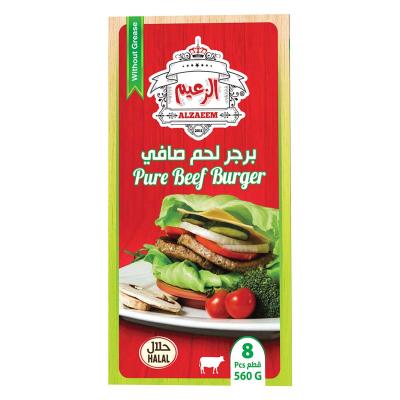 Without Grease
الزعيم
ALZAEEM
برجر لحم صافي
Pure Beef Burger
حلال
HALAL
8
Pcs قطع
560 G